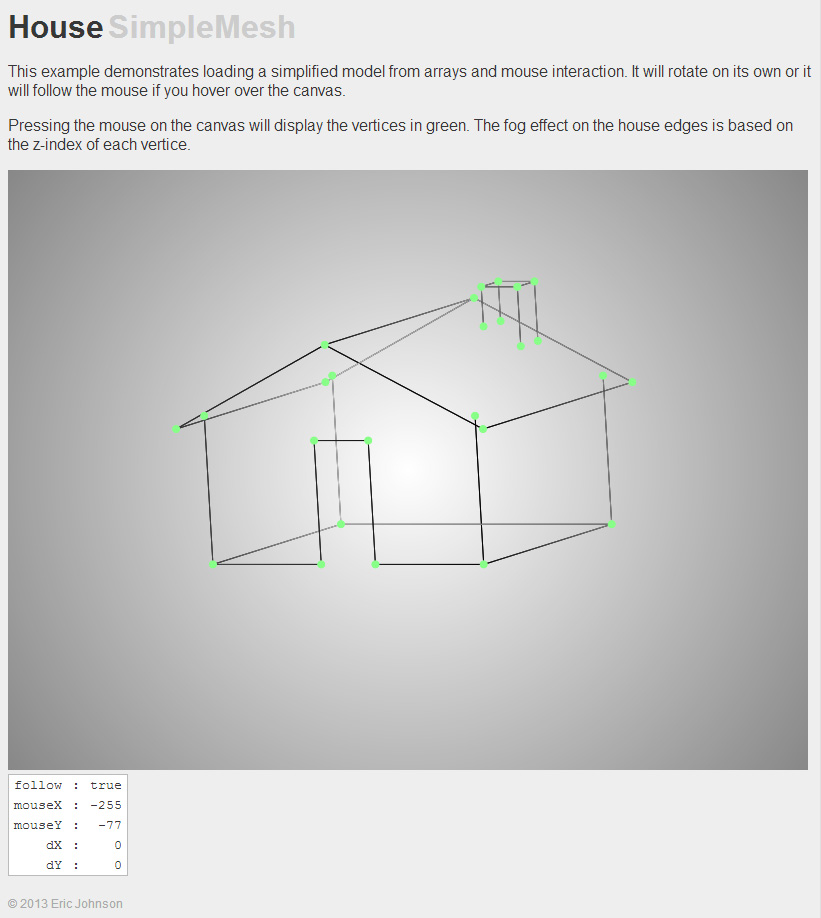 House SimpleMesh
This example demonstrates loading a simplified model from arrays and mouse interaction. It will rotate on its own or it
will follow the mouse if you hover over the canvas.
Pressing the mouse on the canvas will display the vertices in green. The fog effect on the house edges is based on
the z-index of each vertice.
follow : true
mouseX : -255
mouseY : -77
dX : 0
dY : 0
© 2013 Eric Johnson